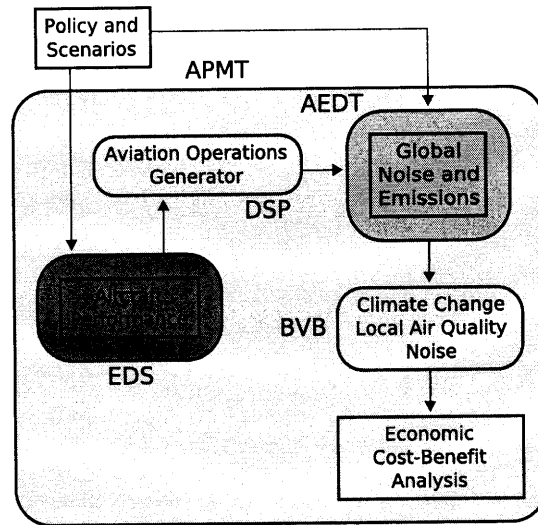 Policy and
Scenarios
APMT
AEDT
Aviation Operations
Generator
DSP
Global
Noise and
Emissions
EDS
BVB
Climate Change
Local Air Quality
Noise
Economic
Cost-Benefit
Analysis